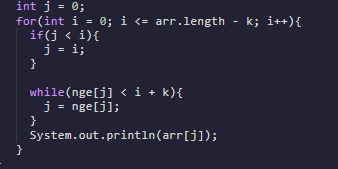 int j = 0;
for(int i = 0; i <= arr.length - k; i++){
if(j < i){
j = i;
}
while(nge[j] < i + k){
j = nge[j];
}
System.out.println(arr[j]);
}